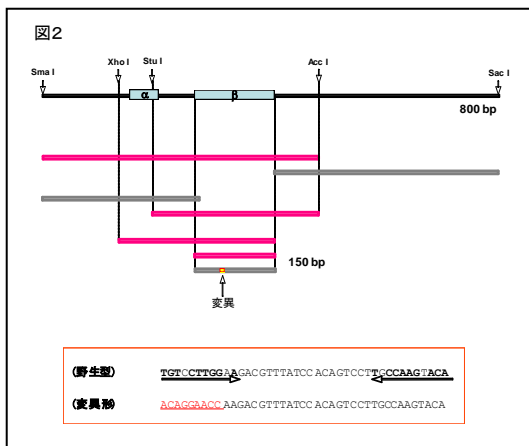 図2
Sma I
Xho I
Stu I
Acc I
Sac I
α
β
800 bp
150 bp
変異
(野生型) TGTCCTTGGAAGACGTTTATCCACAGTCCTTGCCAAGTACA
(変異形) ACAGGAACCAAGACGTTTATCCACAGTCCTTGCCAAGTACA